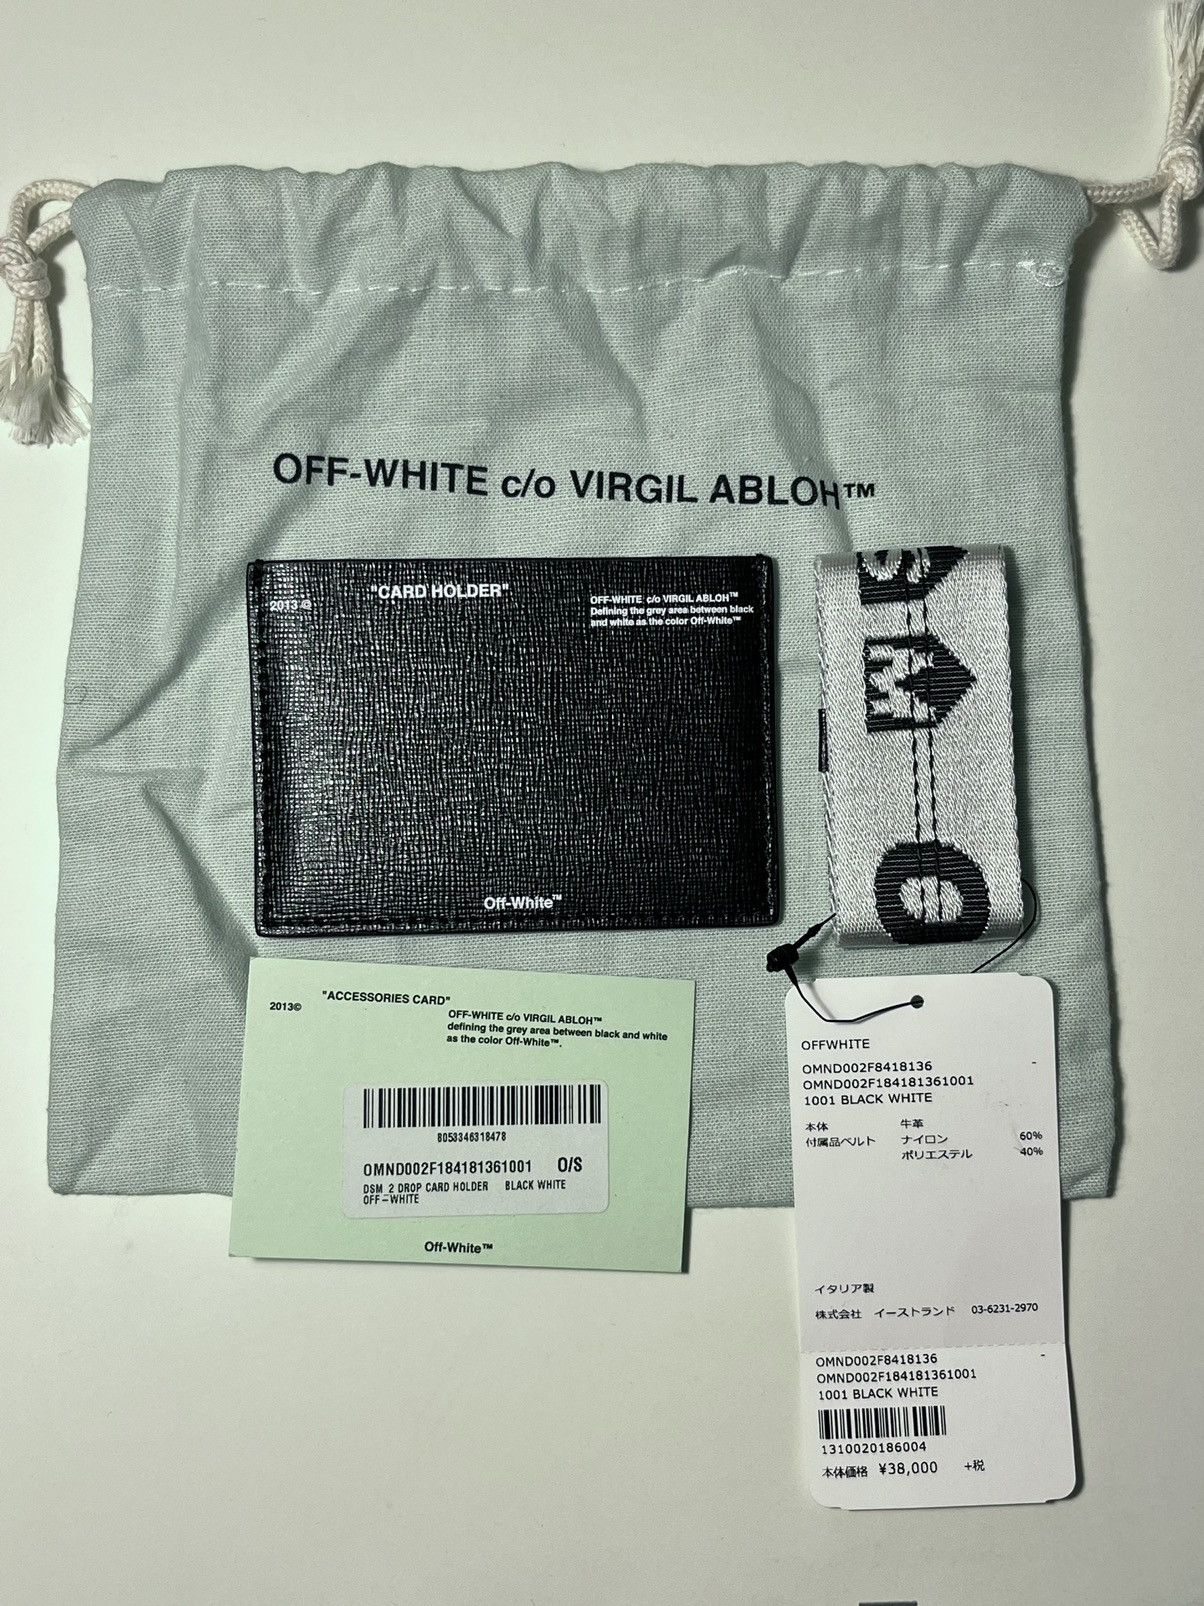 OFF-WHITE c/o VIRGIL ABLOH™
2013 ©
"CARD HOLDER"
OFF-WHITE c/o VIRGIL ABLOH™
Defining the grey area between black
and white as the color Off-White™
Off-White™
S
M
O
2013©
"ACCESSORIES CARD"
OFF-WHITE c/o VIRGIL ABLOH™
defining the grey area between black and white
as the color Off-White™.
8053346318478
OMND002F184181361001 O/S
DSM 2 DROP CARD HOLDER BLACK WHITE
OFF-WHITE
Off-White™
OFFWHITE
OMND002F8418136 -
OMND002F184181361001
1001 BLACK WHITE
本体 牛革
付属品ベルト ナイロン 60%
ポリエステル 40%
イタリア製
株式会社 イーストランド 03-6231-2970
OMND002F8418136 -
OMND002F184181361001
1001 BLACK WHITE
1310020186004
本体価格 ¥38,000 +税